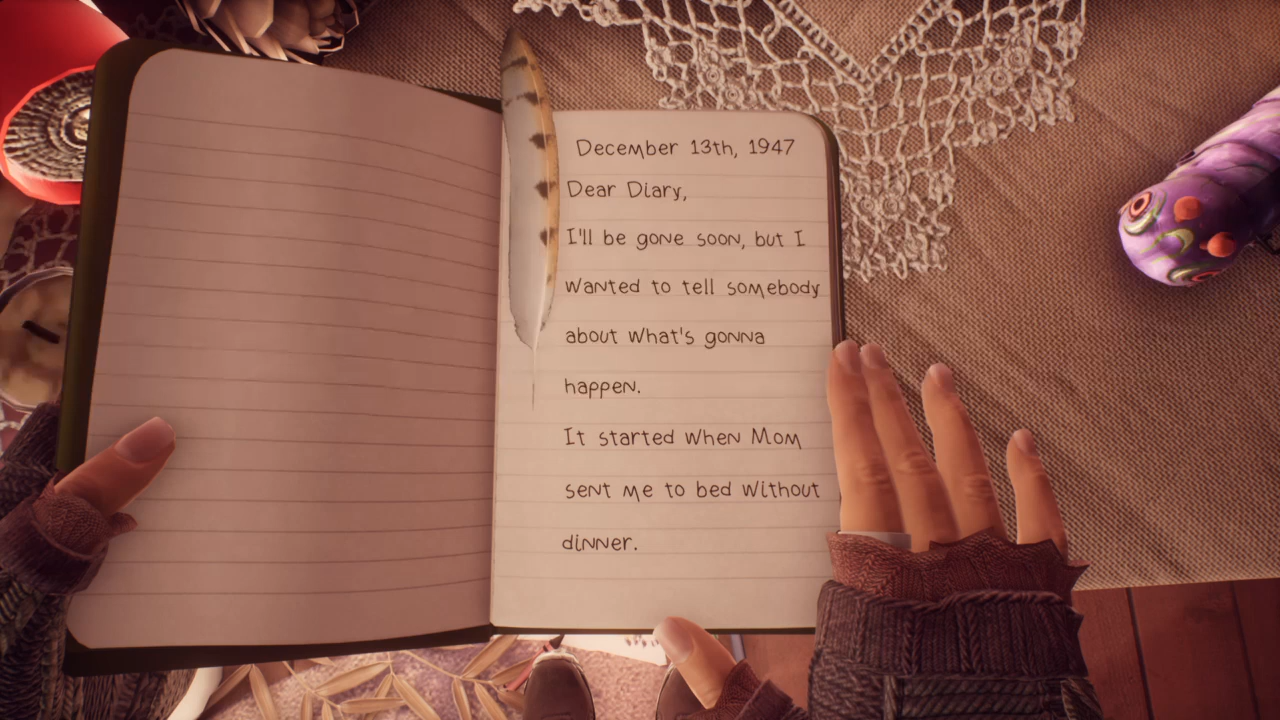 December 13th, 1947
Dear Diary,
I'll be gone soon, but I
wanted to tell somebody
about what's gonna
happen.
It started when Mom
sent me to bed without
dinner.